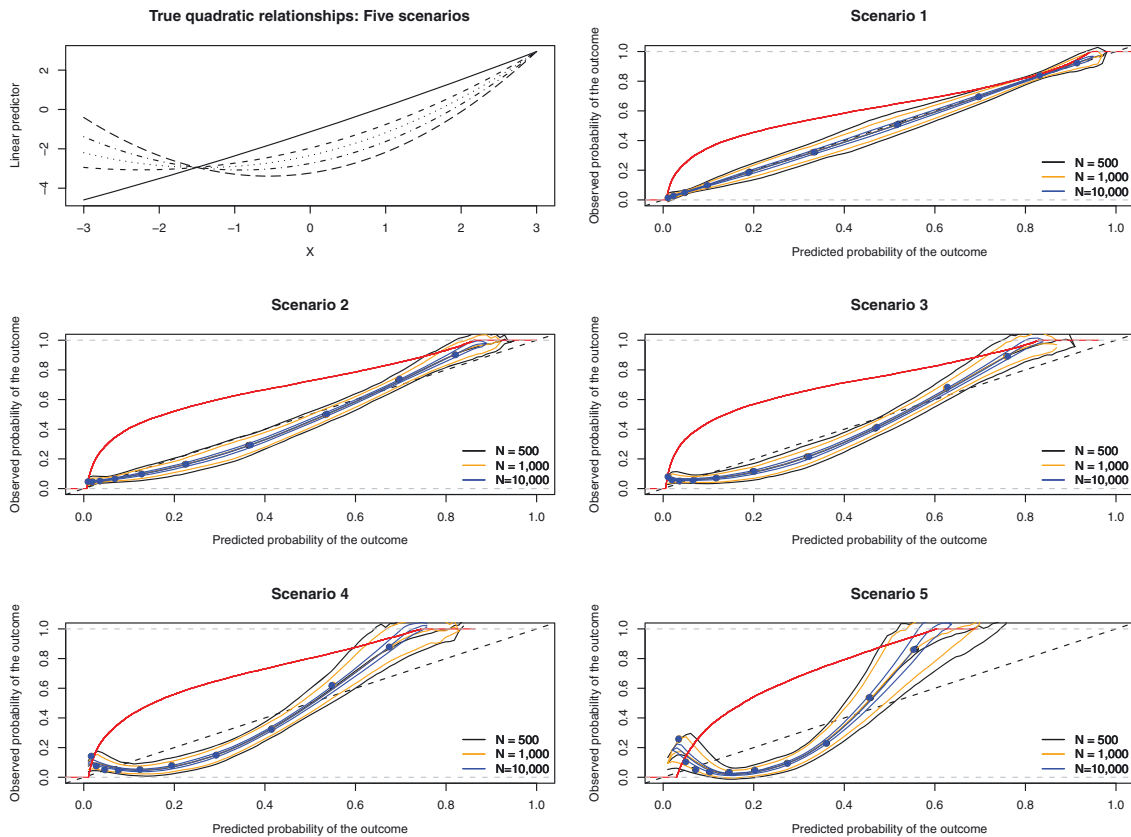 True quadratic relationships: Five scenarios
Linear predictor
2
0
−2
−4
−3
−2
−1
0
1
2
3
X
Scenario 1
Observed probability of the outcome
1.0
0.8
0.6
0.4
0.2
0.0
N = 500
N = 1,000
N=10,000
0.0
0.2
0.4
0.6
0.8
1.0
Predicted probability of the outcome
Scenario 2
Observed probability of the outcome
1.0
0.8
0.6
0.4
0.2
0.0
N = 500
N = 1,000
N=10,000
0.0
0.2
0.4
0.6
0.8
1.0
Predicted probability of the outcome
Scenario 3
Observed probability of the outcome
1.0
0.8
0.6
0.4
0.2
0.0
N = 500
N = 1,000
N=10,000
0.0
0.2
0.4
0.6
0.8
1.0
Predicted probability of the outcome
Scenario 4
Observed probability of the outcome
1.0
0.8
0.6
0.4
0.2
0.0
N = 500
N = 1,000
N=10,000
0.0
0.2
0.4
0.6
0.8
1.0
Predicted probability of the outcome
Scenario 5
Observed probability of the outcome
1.0
0.8
0.6
0.4
0.2
0.0
N = 500
N = 1,000
N=10,000
0.0
0.2
0.4
0.6
0.8
1.0
Predicted probability of the outcome